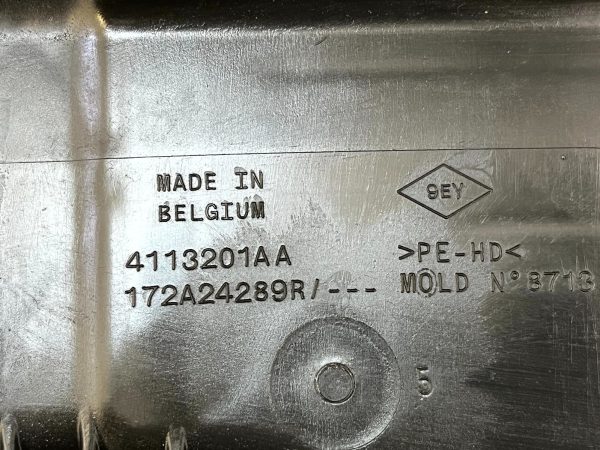 MADE IN
BELGIUM
9EY
4113201AA
172A24289R/---
>PE-HD<
MOLD N° 8713
5